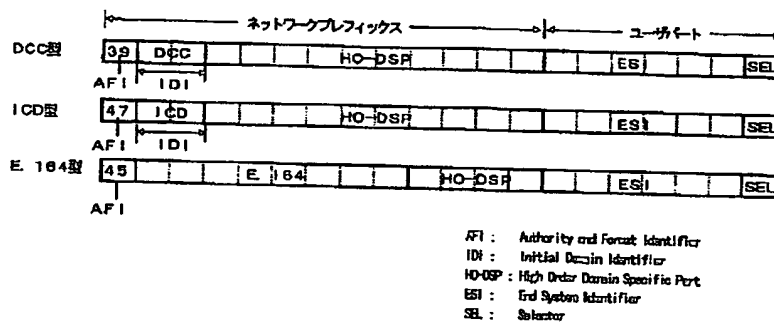 ネットワークプレフィックス ユーザパート
DCC型 39 DCC HO-DSP ES SEL
AFI IDI
ICD型 47 ICD HO-DSP ESI SEL
AFI IDI
E. 164型 45 E. 164 HO-DSP ESI SEL
AFI
AFI : Authority and Format Identifier
IDI : Initial Domain Identifier
HO-DSP : High Order Domain Specific Part
ESI : End System Identifier
SEL : Selector